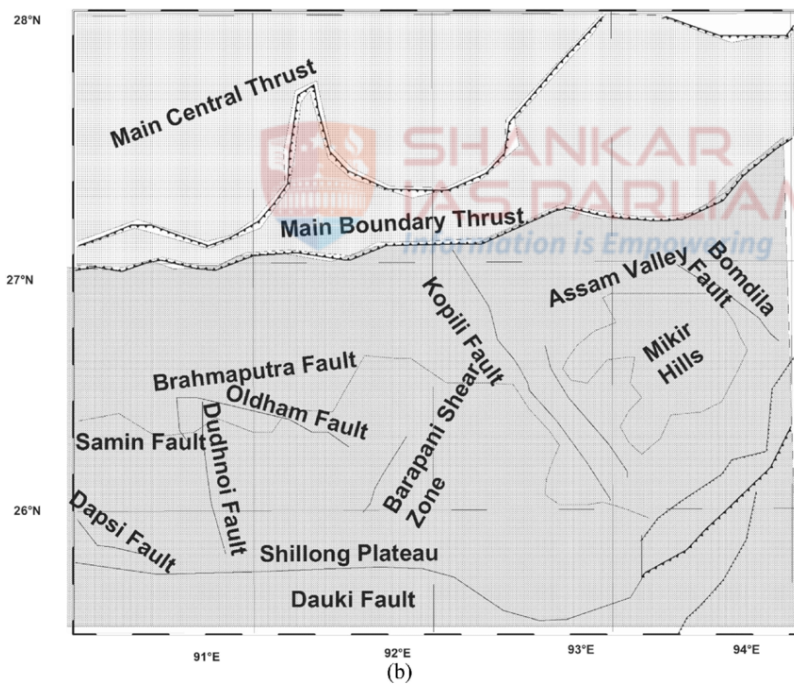 28°N
Main Central Thrust
SHANKAR
IAS PARLIAM
Information is Empowering
Main Boundary Thrust
27°N
Assam Valley
Bomdila
Fault
Kopili Fault
Mikir
Hills
Brahmaputra Fault
Oldham Fault
Samin Fault
Dudhnoi Fault
Barapani Shear
Zone
26°N
Dapsi Fault
Shillong Plateau
Dauki Fault
91°E
92°E
93°E
94°E
(b)